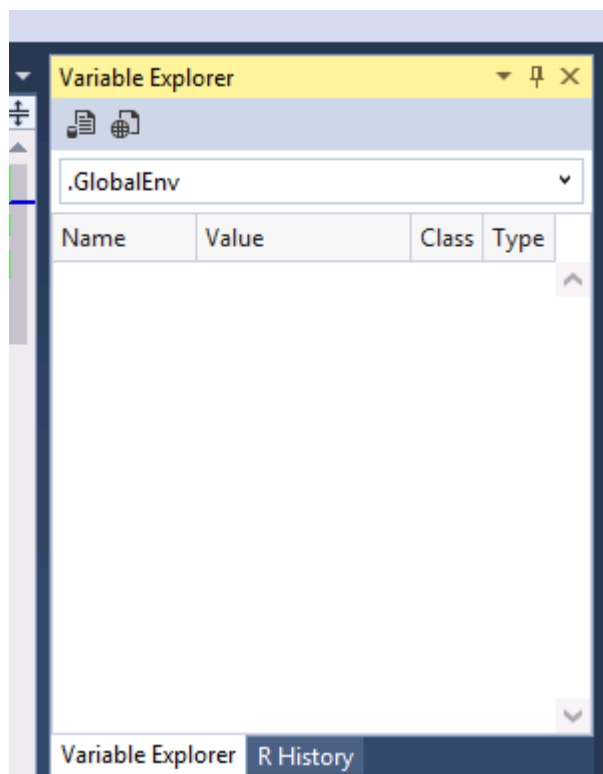 Variable Explorer
.GlobalEnv
Name Value Class Type
Variable Explorer R History